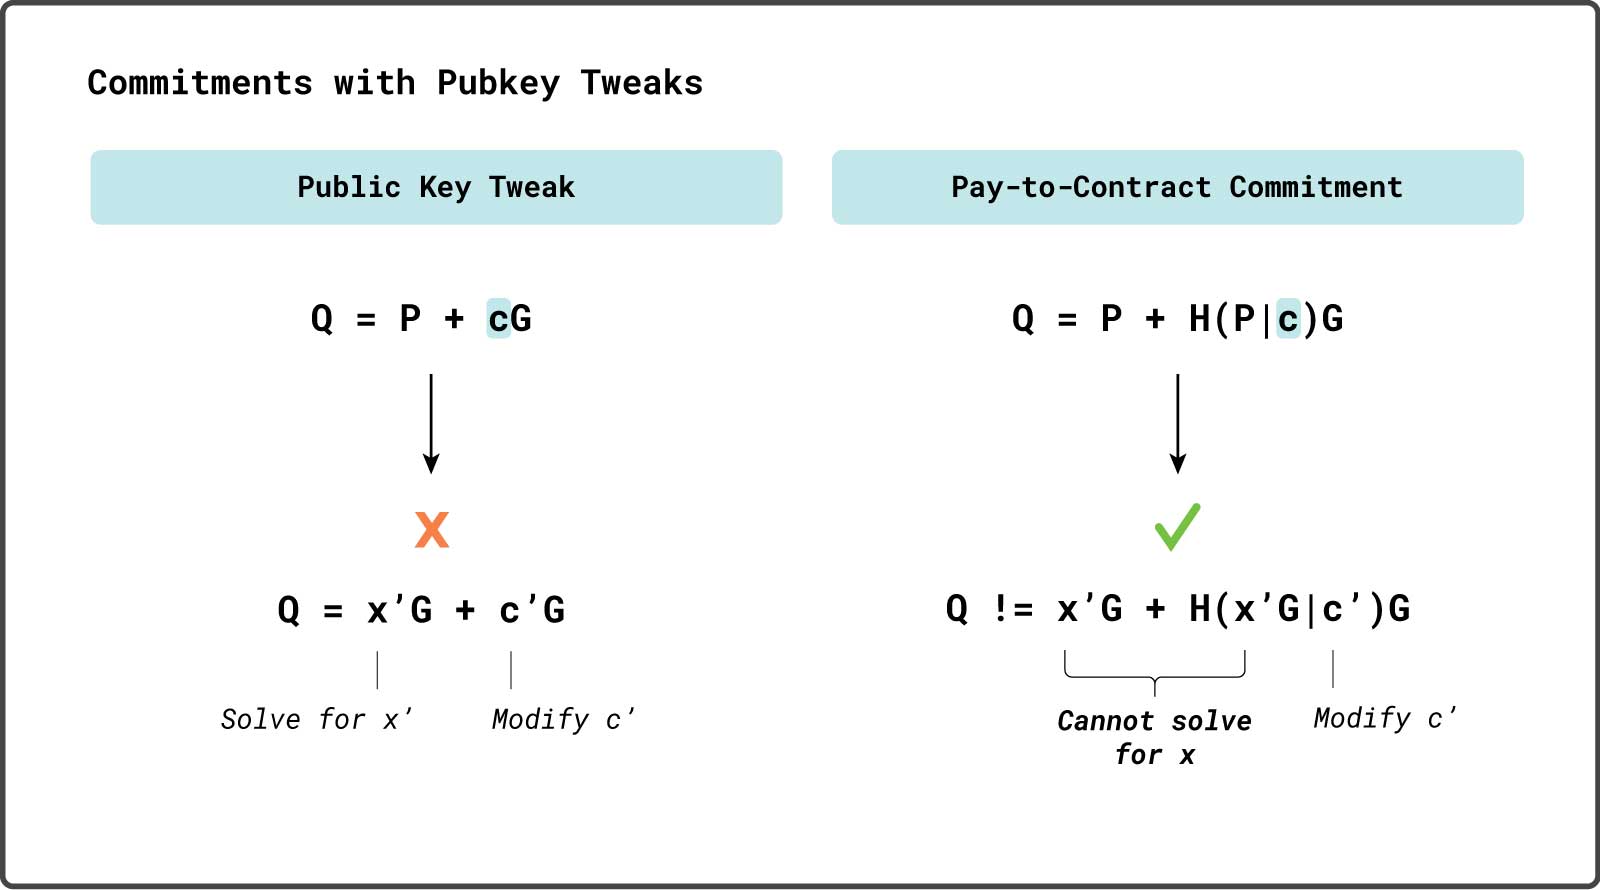 Commitments with Pubkey Tweaks
Public Key Tweak
Q = P + cG
X
Q = x’G + c’G
Solve for x’
Modify c’
Pay-to-Contract Commitment
Q = P + H(P|c)G
Q != x’G + H(x’G|c’)G
Cannot solve
for x
Modify c’